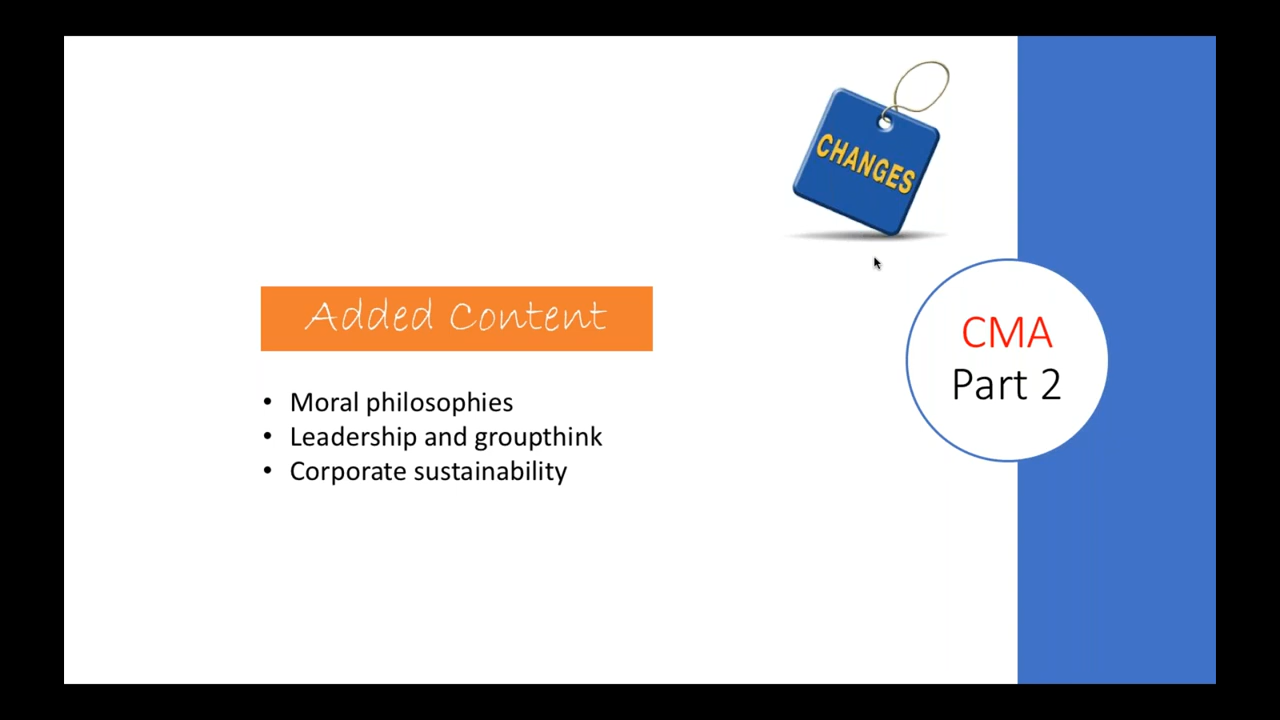 CHANGES
Added Content
CMA
Part 2
• Moral philosophies
• Leadership and groupthink
• Corporate sustainability